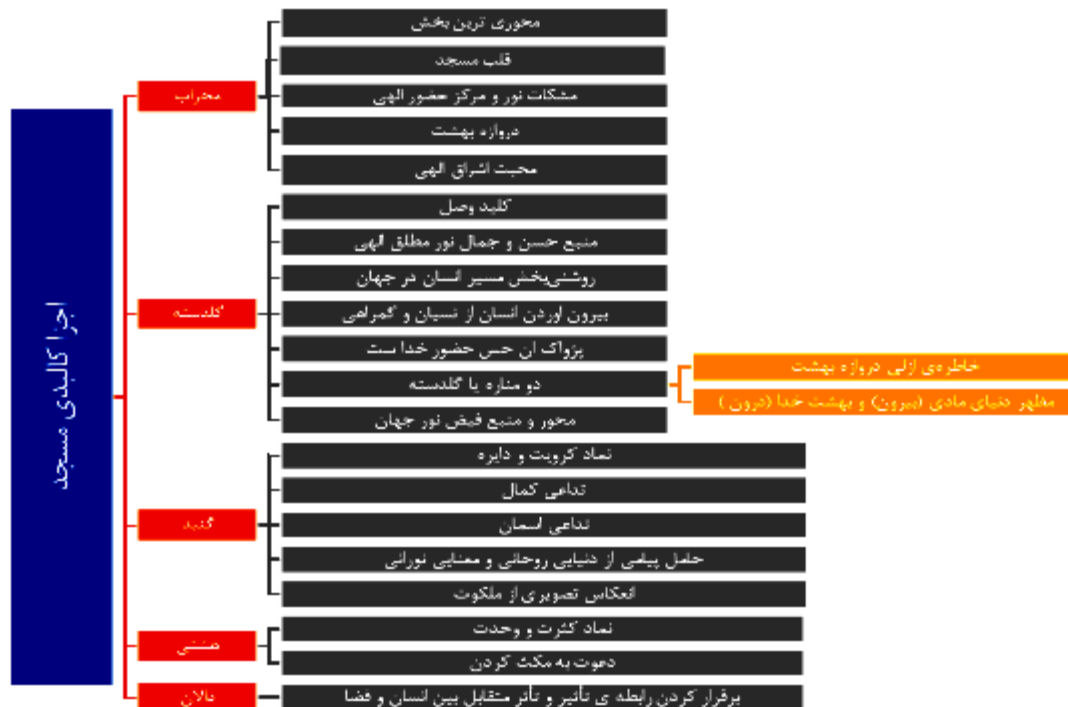 اجزا کالبدی مسجد
محراب
محوری ترین بخش
قلب مسجد
مشکات نور و مرکز حضور الهی
دروازه بهشت
محبت اشراق الهی
گلدسته
کلید وصل
منبع حسن و جمال نور مطلق الهی
روشنی‌بخش مسیر انسان در جهان
بیرون اوردن انسان از نسیان و گمراهی
پژواک ان حس حضور خدا ست
دو مناره یا گلدسته
خاطره‌ی ازلی دروازه بهشت
مظهر دنیای مادی (بیرون) و بهشت خدا (درون )
محور و منبع فیض نور جهان
گنبد
نماد کرویت و دایره
تداعی کمال
تداعی اسمان
حامل پیامی از دنیایی روحانی و معنایی نورانی
انعکاس تصویری از ملکوت
هشتی
نماد کثرت و وحدت
دعوت به مکث کردن
دالان
برقرار کردن رابطه ی تأثیر و تأثر متقابل بین انسان و فضا